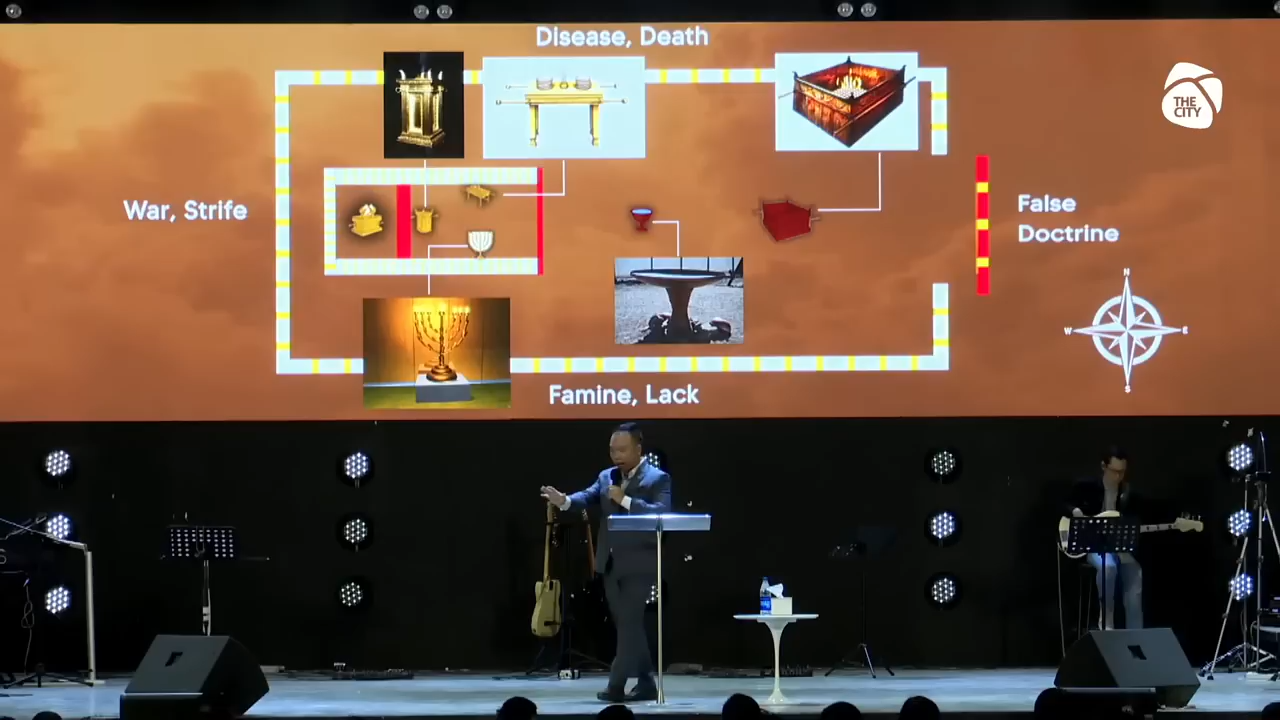 Disease, Death
THE
CITY
War, Strife
False
Doctrine
N
W
E
S
Famine, Lack